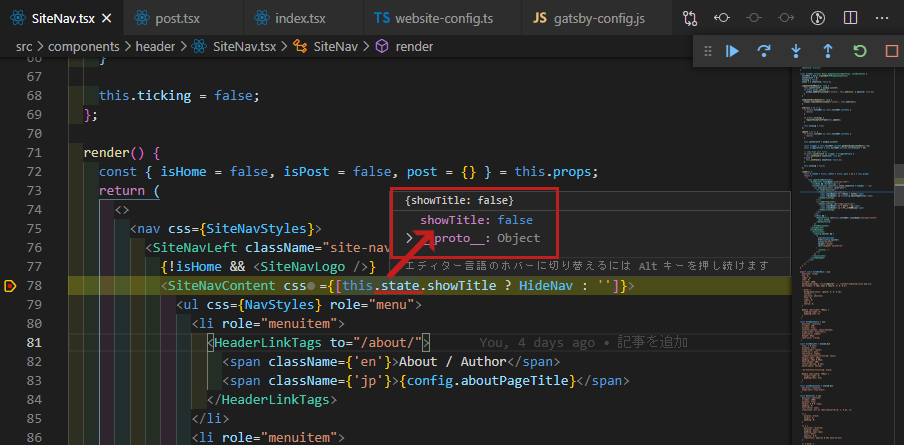 SiteNav.tsx
post.tsx
index.tsx
TS website-config.ts
JS gatsby-config.js
src > components > header > SiteNav.tsx > SiteNav > render
66 }
67
68 this.ticking = false;
69 };
70
71 render() {
72 const { isHome = false, isPost = false, post = {} } = this.props;
73 return (
74 <>
75 <nav css={SiteNavStyles}>
76 <SiteNavLeft className="site-nav
77 {!isHome && <SiteNavLogo />}
78 <SiteNavContent css={[this.state.showTitle ? HideNav : '']}>
79 <ul css={NavStyles} role="menu">
80 <li role="menuitem">
81 <HeaderLinkTags to="/about/"> You, 4 days ago • 記事を追加
82 <span className={'en'}>About / Author</span>
83 <span className={'jp'}>{config.aboutPageTitle}</span>
84 </HeaderLinkTags>
85 </li>
86 <li role="menuitem">
{showTitle: false}
showTitle: false
__proto__: Object
エディター言語のホバーに切り替えるには Alt キーを押し続けます